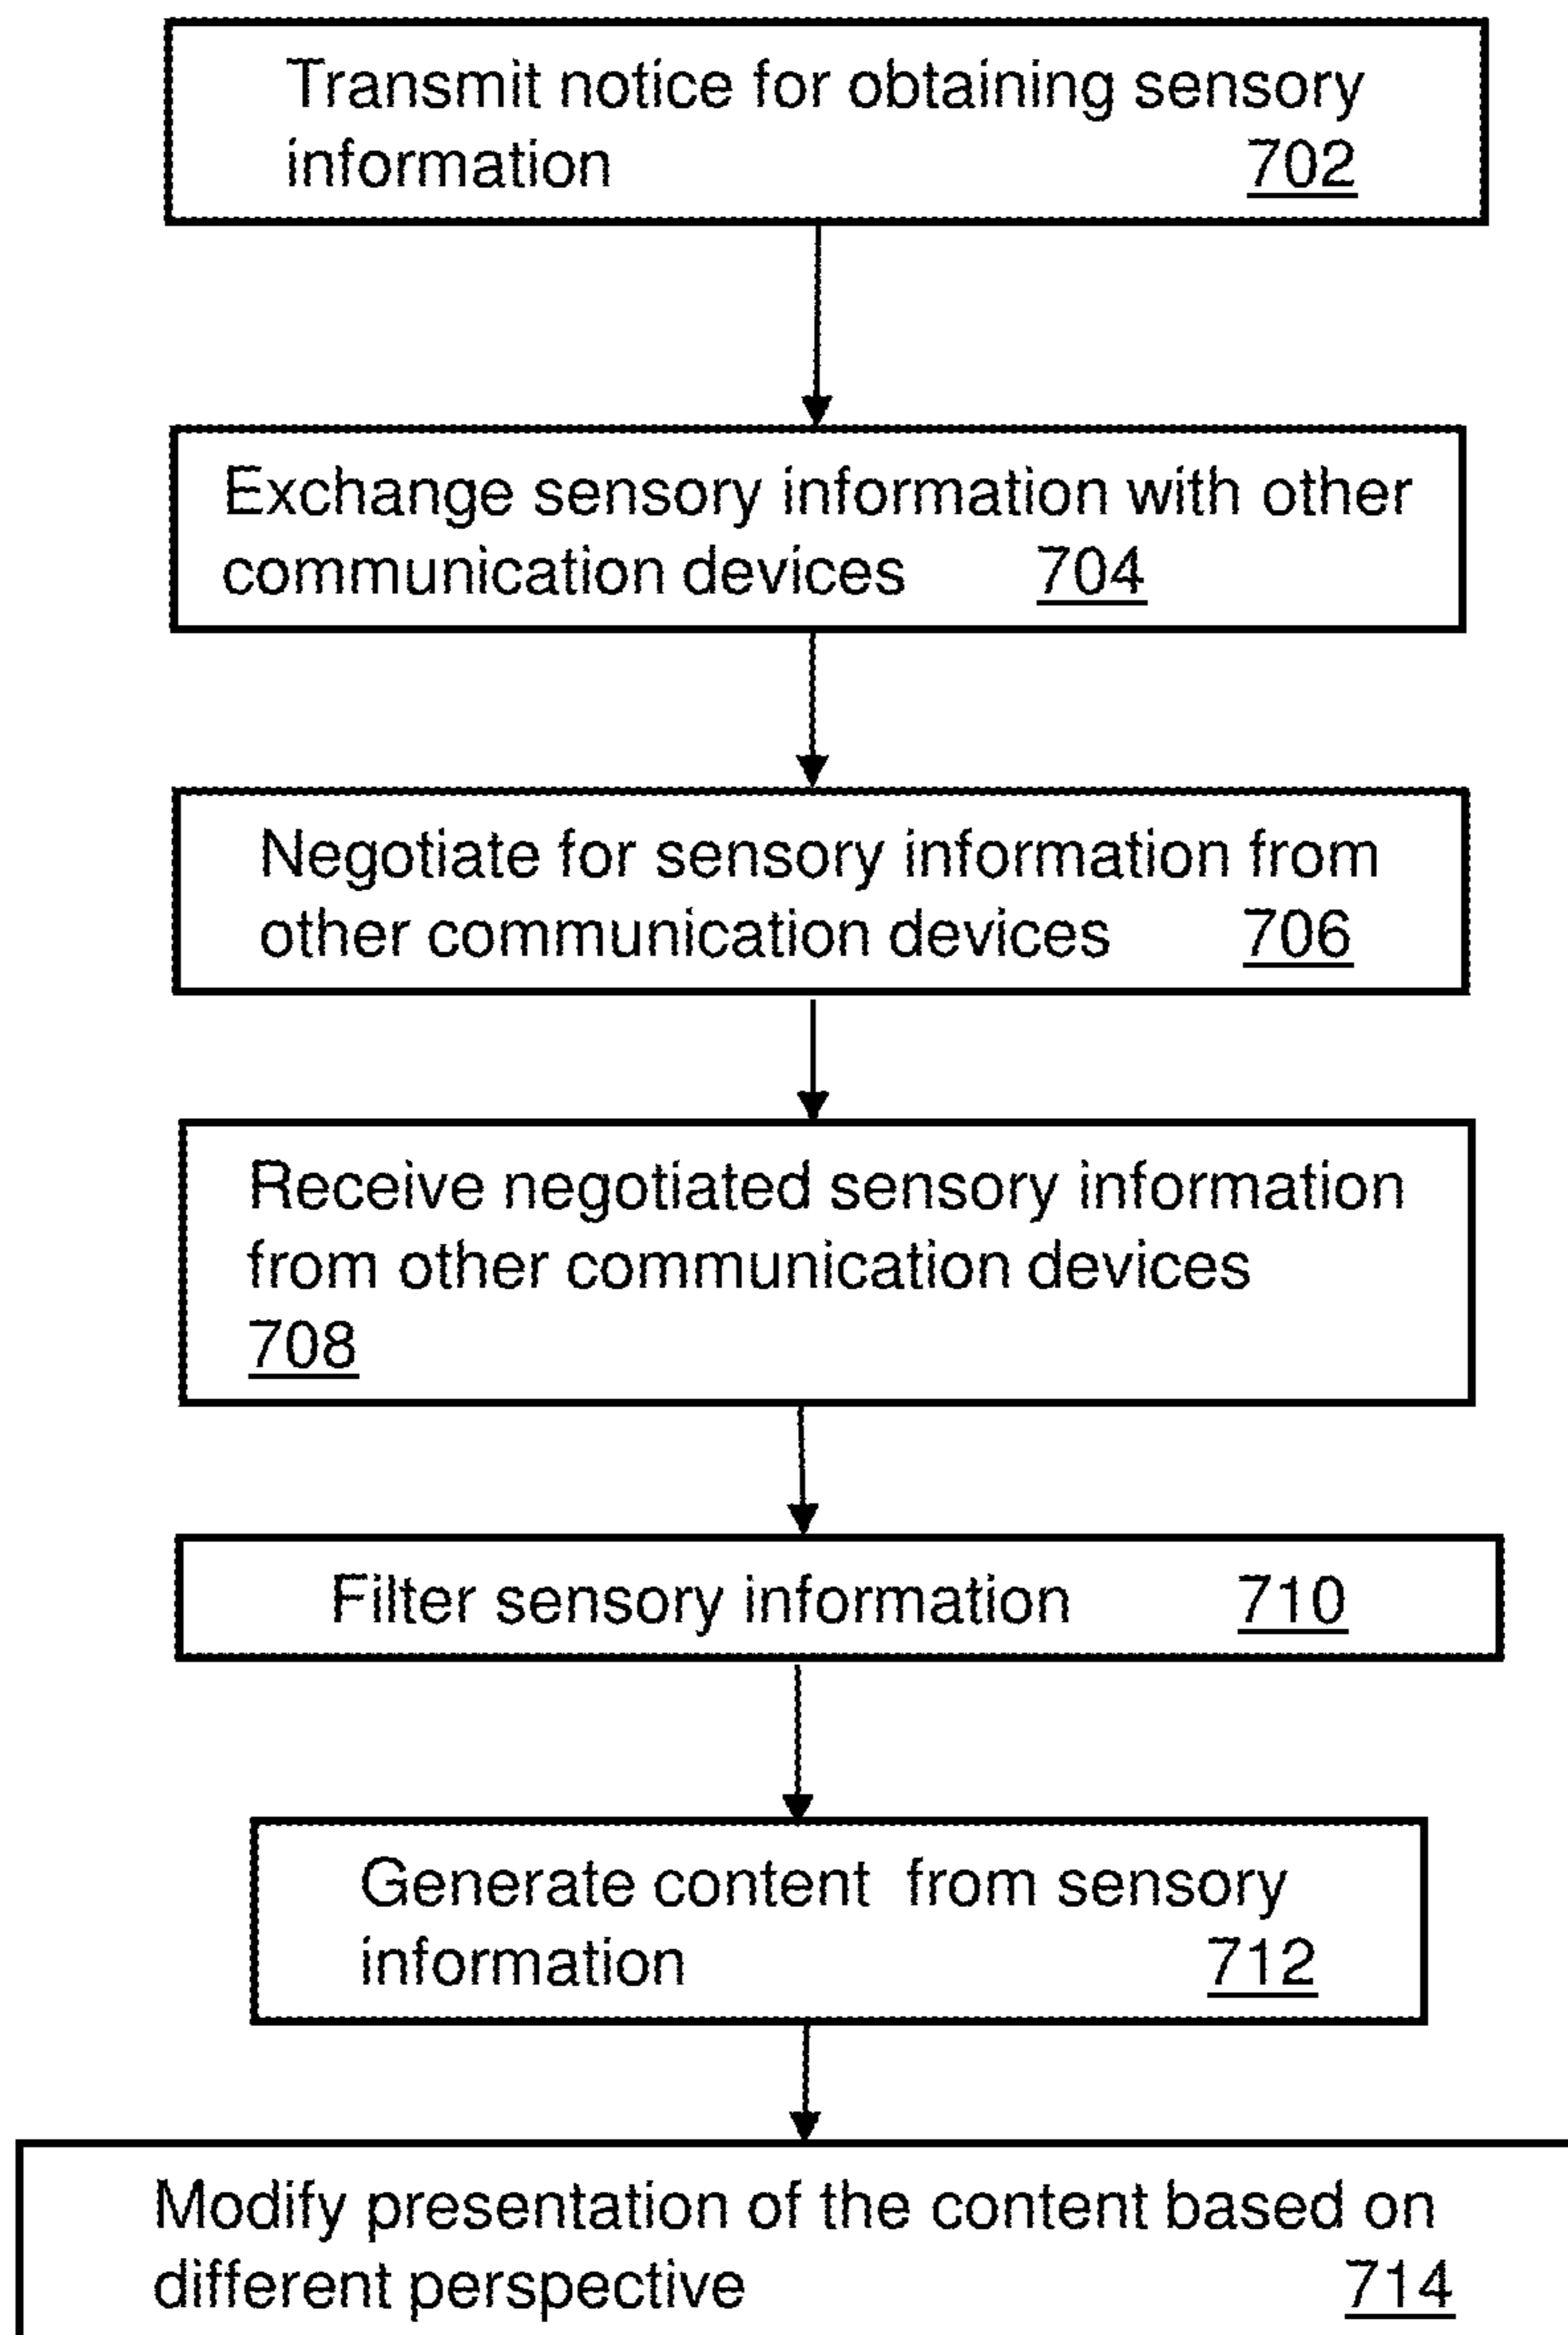 Transmit notice for obtaining sensory
information 702
Exchange sensory information with other
communication devices 704
Negotiate for sensory information from
other communication devices 706
Receive negotiated sensory information
from other communication devices
708
Filter sensory information 710
Generate content from sensory
information 712
Modify presentation of the content based on
different perspective 714